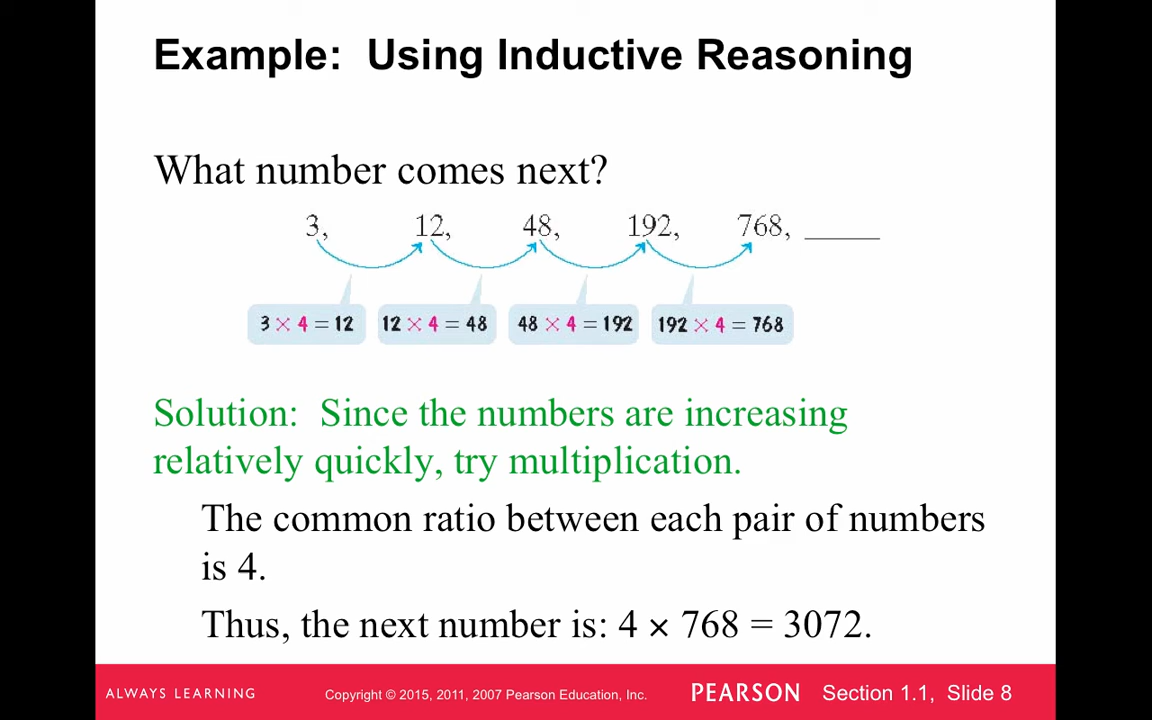 Example: Using Inductive Reasoning
What number comes next?
3, 12, 48, 192, 768, _____
3 × 4 = 12 12 × 4 = 48 48 × 4 = 192 192 × 4 = 768
Solution: Since the numbers are increasing
relatively quickly, try multiplication.
The common ratio between each pair of numbers
is 4.
Thus, the next number is: 4 × 768 = 3072.
ALWAYS LEARNING Copyright © 2015, 2011, 2007 Pearson Education, Inc. PEARSON Section 1.1, Slide 8